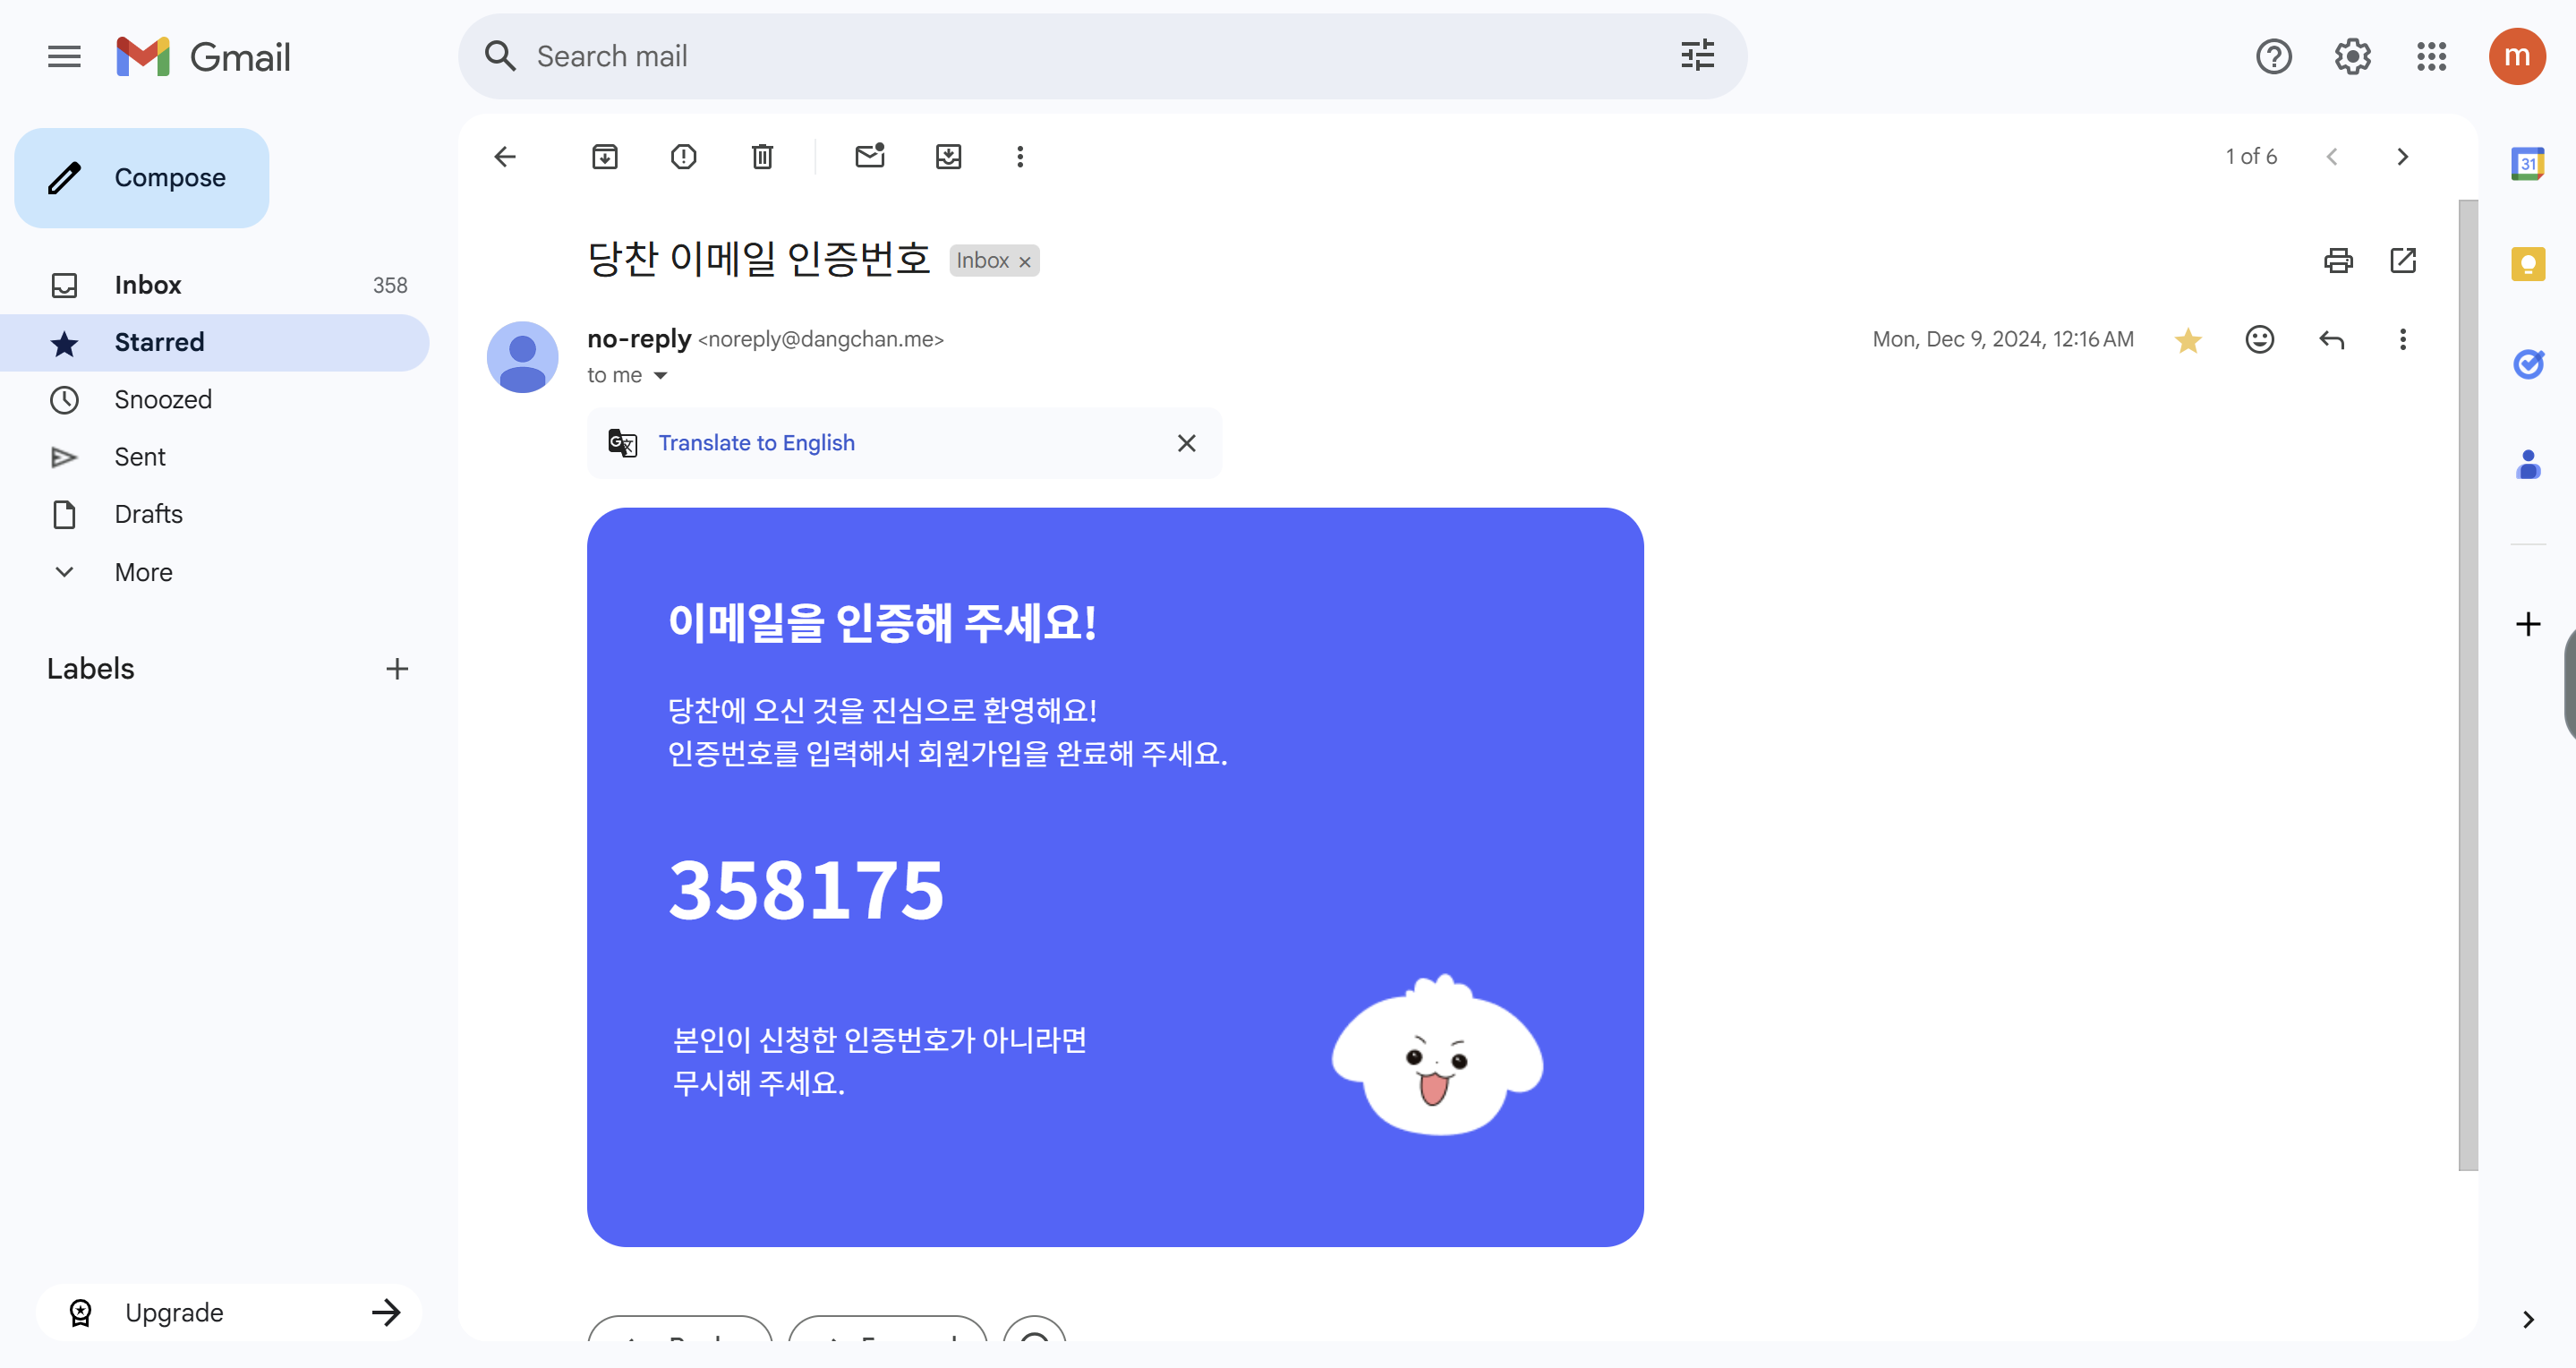 Gmail
Search mail
m
Compose
1 of 6
31
당찬 이메일 인증번호 Inbox ×
Inbox 358
Starred
no-reply <noreply@dangchan.me> Mon, Dec 9, 2024, 12:16 AM
to me
Snoozed
Translate to English
Sent
Drafts
More
Labels
이메일을 인증해 주세요!
당찬에 오신 것을 진심으로 환영해요!
인증번호를 입력해서 회원가입을 완료해 주세요.
358175
본인이 신청한 인증번호가 아니라면
무시해 주세요.
Upgrade